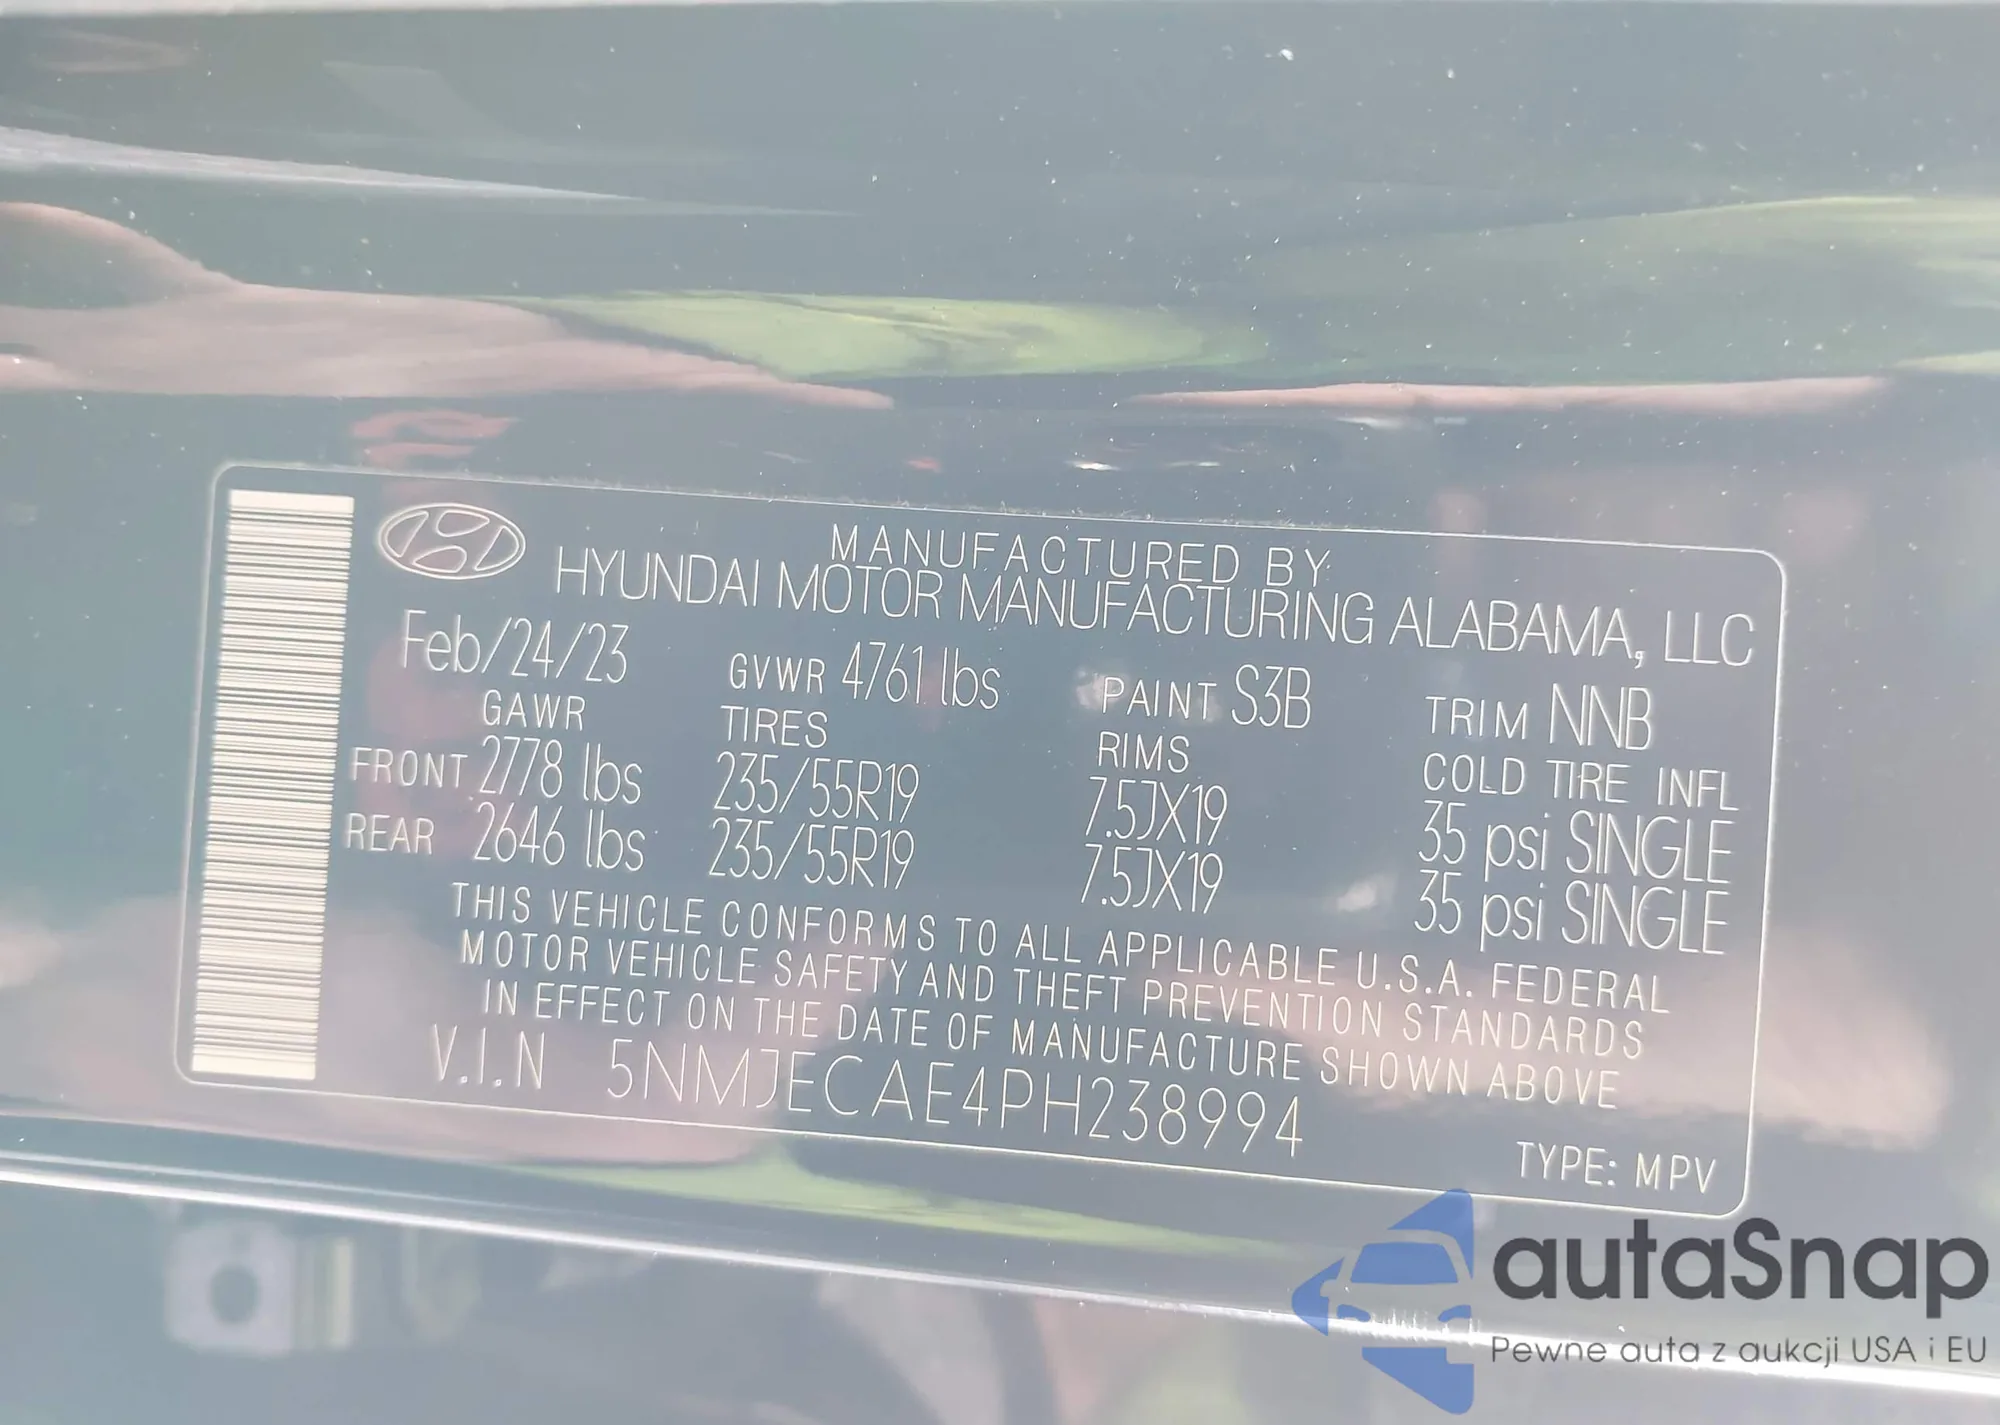 MANUFACTURED BY
HYUNDAI MOTOR MANUFACTURING ALABAMA, LLC
Feb/24/23 GVWR 4761 lbs PAINT S3B TRIM NNB
GAWR TIRES RIMS COLD TIRE INFL
FRONT 2778 lbs 235/55R19 7.5JX19 35 psi SINGLE
REAR 2646 lbs 235/55R19 7.5JX19 35 psi SINGLE
THIS VEHICLE CONFORMS TO ALL APPLICABLE U.S.A. FEDERAL
MOTOR VEHICLE SAFETY AND THEFT PREVENTION STANDARDS
IN EFFECT ON THE DATE OF MANUFACTURE SHOWN ABOVE
V.I.N 5NMJECAE4PH238994
TYPE: MPV
autaSnap
Pewne auta z aukcji USA i EU